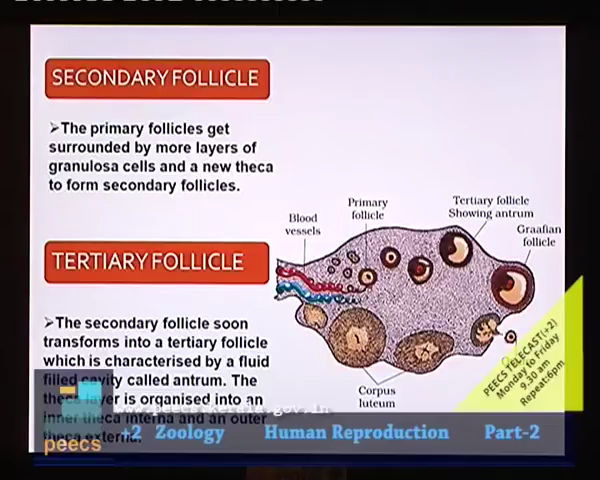 SECONDARY FOLLICLE
➢The primary follicles get
surrounded by more layers of
granulosa cells and a new theca
to form secondary follicles.
TERTIARY FOLLICLE
➢The secondary follicle soon
transforms into a tertiary follicle
which is characterised by a fluid
filled cavity called antrum. The
theca layer is organised into an
inner theca interna and an outer
theca externa.
Blood
vessels
Primary
follicle
Tertiary follicle
Showing antrum
Graafian
follicle
Corpus
luteum
PEECS TELECAST(+2)
Monday to Friday
9.30 am
Repeat:6pm
www.peecskerala.gov.in
peecs
+2 Zoology Human Reproduction Part-2